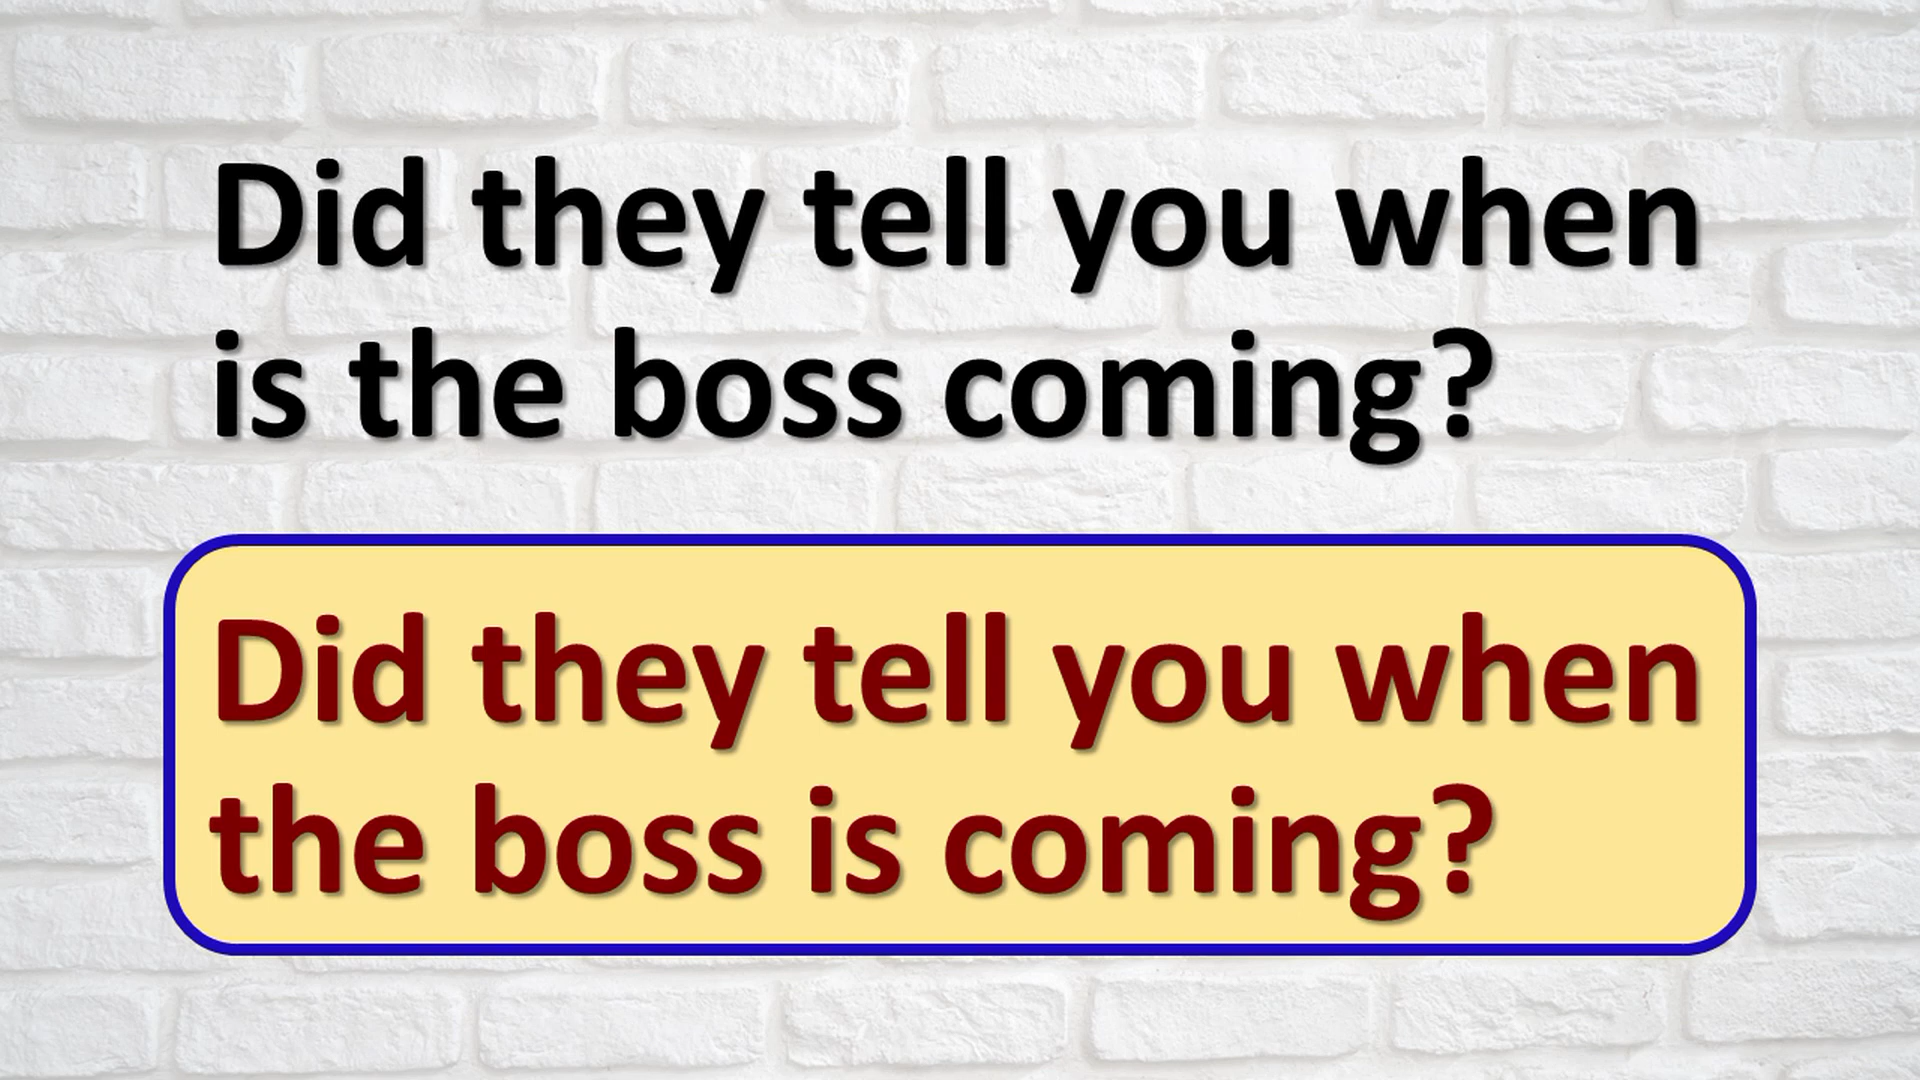 Did they tell you when
is the boss coming?
Did they tell you when
the boss is coming?